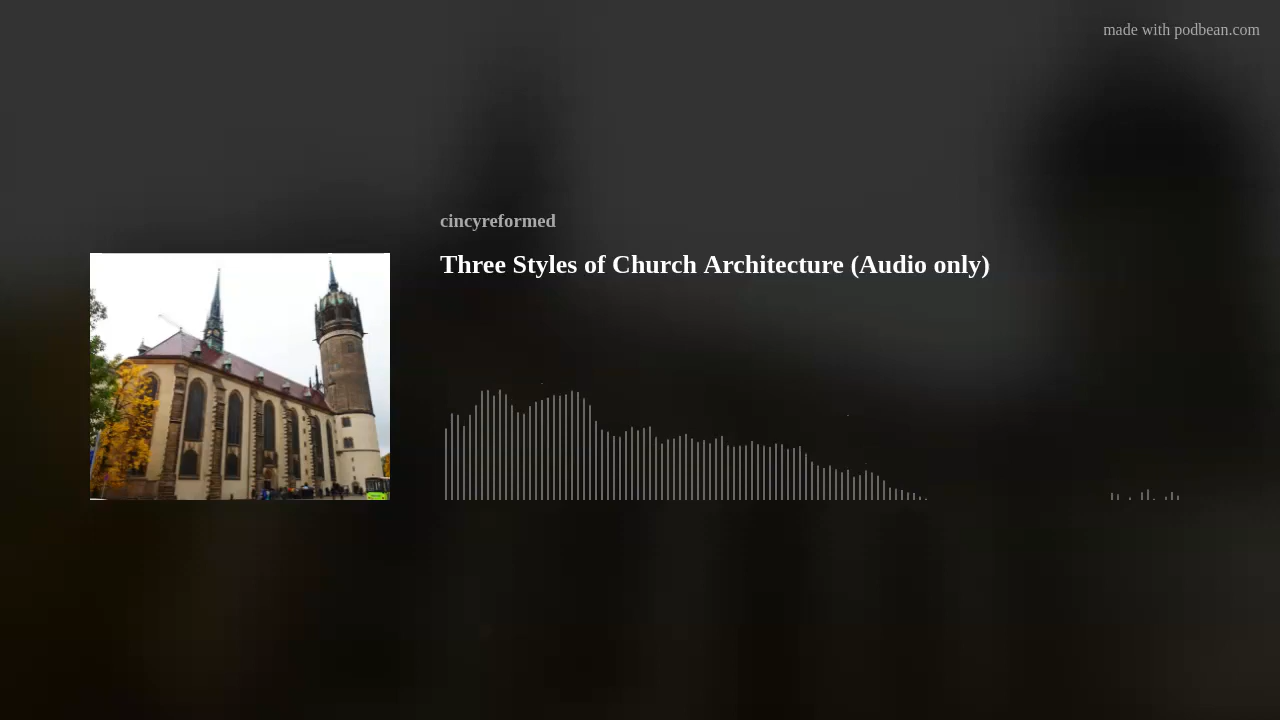 made with podbean.com
cincyreformed
Three Styles of Church Architecture (Audio only)